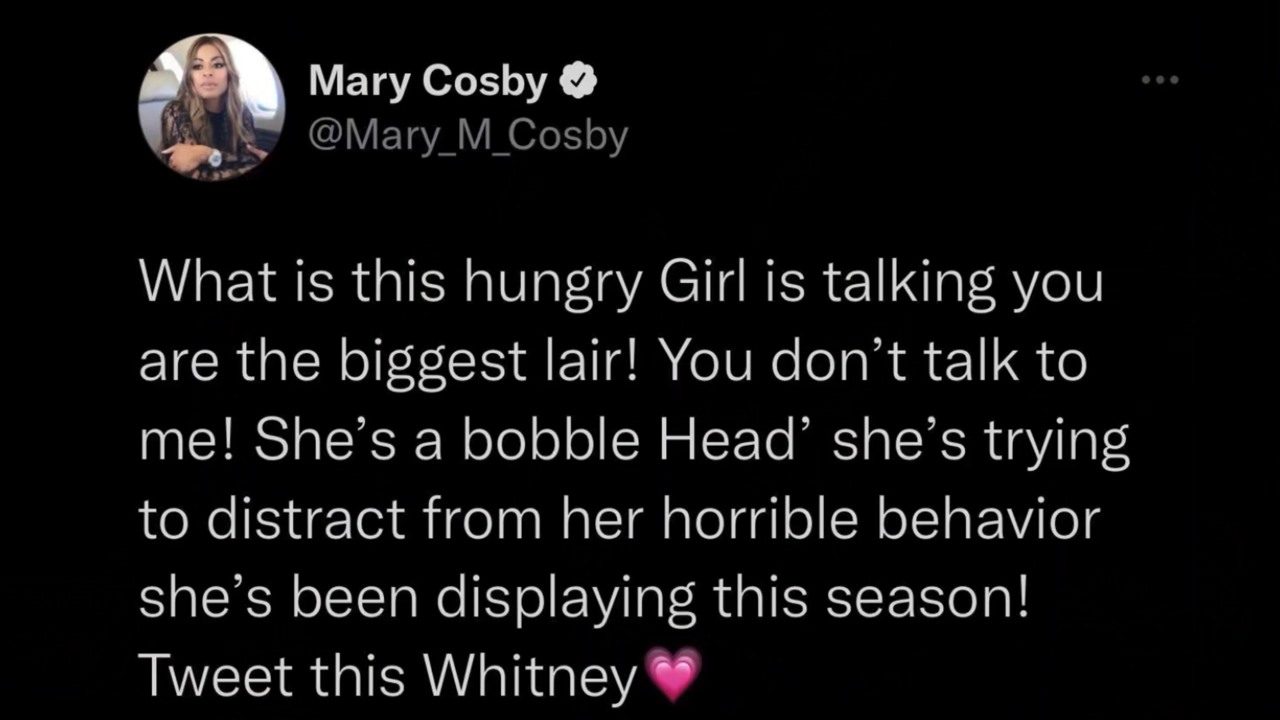 Mary Cosby
@Mary_M_Cosby
What is this hungry Girl is talking you
are the biggest lair! You don’t talk to
me! She’s a bobble Head’ she’s trying
to distract from her horrible behavior
she’s been displaying this season!
Tweet this Whitney💗